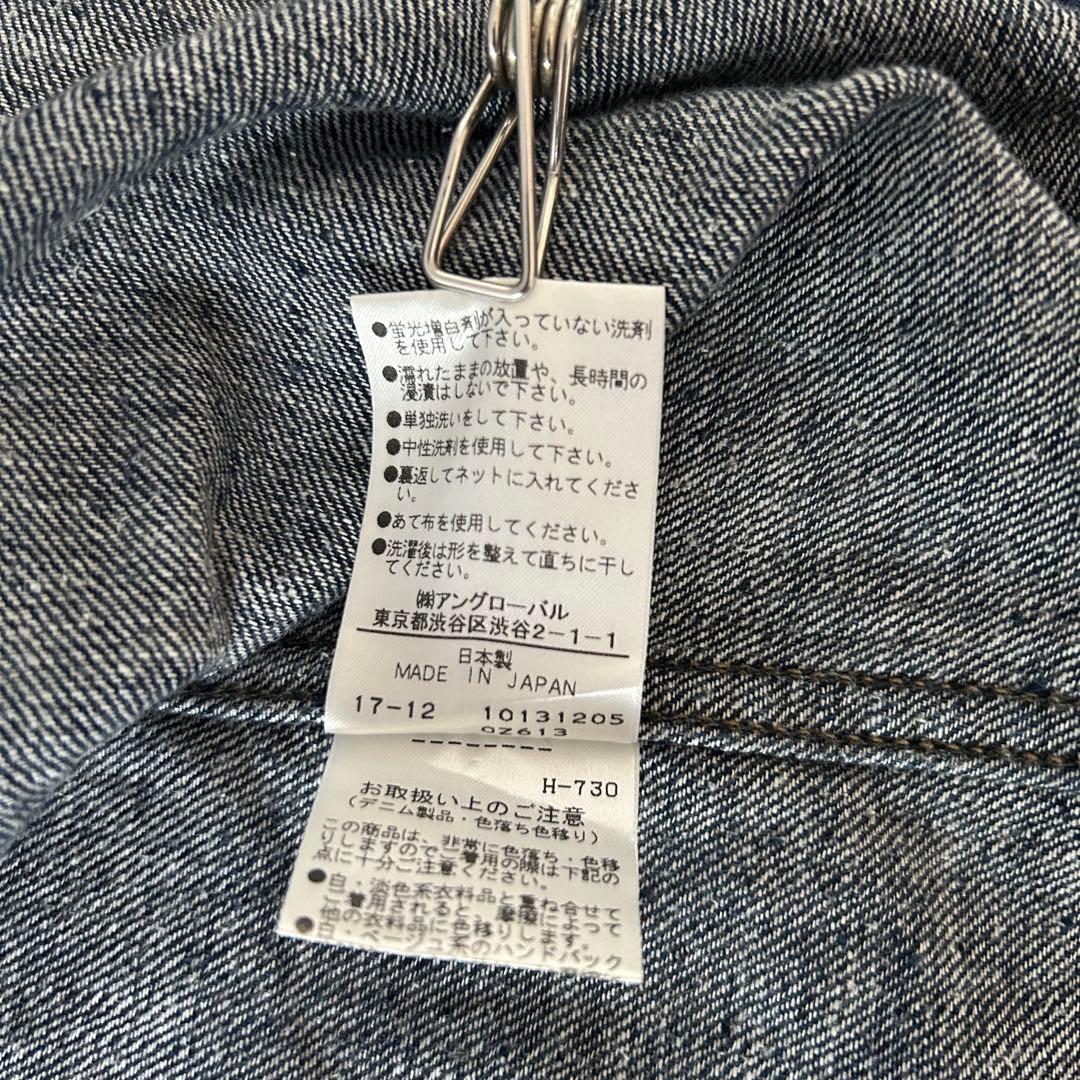 ●蛍光増白剤が入っていない洗剤
を使用して下さい。
●濡れたままの放置や、長時間の
浸漬はしないで下さい。
●単独洗いをして下さい。
●中性洗剤を使用して下さい。
●裏返してネットに入れてくださ
い。
●あて布を使用してください。
●洗濯後は形を整えて直ちに干し
てください。
㈱アングローバル
東京都渋谷区渋谷2-1-1
日本製
MADE IN JAPAN
17-12 10131205
0Z613
--------
H-730
お取扱い上のご注意
(デニム製品・色落ち色移り)
この商品は、非常に色落ち・色移
りしますのでご着用の際は下記の
点に十分ご注意ください。
●白・淡色系衣料品と重ね合せて
ご着用されると、摩擦によって
他の衣料品に色移りします。
●白・ベージュ系のハンドバック